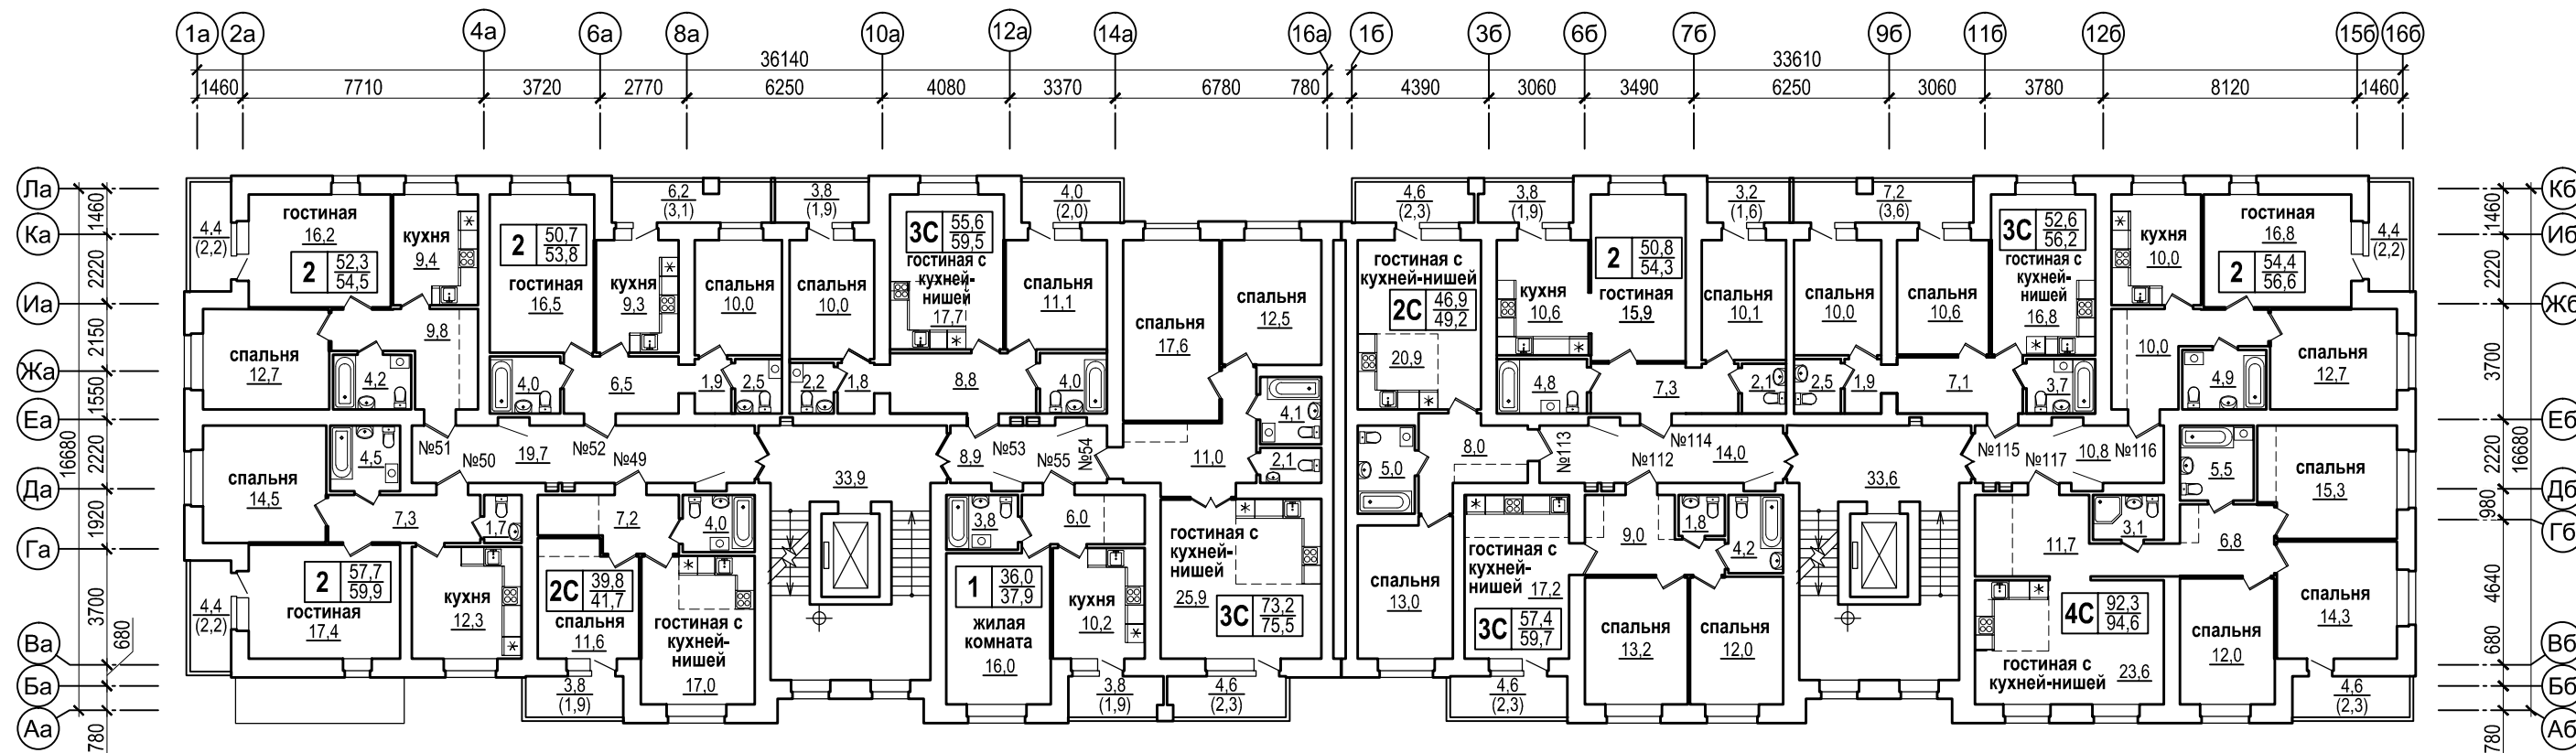 1а 2а 4а 6а 8а 10а 12а 14а 16а 1б 3б 6б 7б 9б 11б 12б 15б 16б
36140 33610
1460 7710 3720 2770 6250 4080 3370 6780 780 4390 3060 3490 6250 3060 3780 8120 1460
Ла
Ка
Иа
Жа
Еа
Да
Га
Ва
Ба
Аа
1460
2220
2150
1550
2220
1920
3700
680
780
16680
4,4
(2,2)
гостиная
16,2
2 52,3
54,5
кухня
9,4
спальня
12,7
4,2
9,8
№51
2 50,7
53,8
гостиная
16,5
6,2
(3,1)
кухня
9,3
спальня
10,0
4,0
6,5
1,9
2,5
№52
3,8
(1,9)
спальня
10,0
3С 55,6
59,5
гостиная с
кухней-
нишей
17,7
4,0
(2,0)
спальня
11,1
2,2
1,8
8,8
4,0
№53
спальня
17,6
спальня
12,5
4,1
2,1
11,0
№54
гостиная с
кухней-
нишей
25,9
3С 73,2
75,5
4,6
(2,3)
спальня
14,5
4,5
№50
7,3
1,7
4,4
(2,2)
2 57,7
59,9
гостиная
17,4
кухня
12,3
19,7
№49
7,2
4,0
2С 39,8
41,7
спальня
11,6
гостиная с
кухней-
нишей
17,0
3,8
(1,9)
33,9
8,9
№55
3,8
6,0
1 36,0
37,9
жилая
комната
16,0
кухня
10,2
3,8
(1,9)
4,6
(2,3)
гостиная с
кухней-нишей
2С 46,9
49,2
20,9
5,0
8,0
№113
спальня
13,0
3,8
(1,9)
кухня
10,6
2 50,8
54,3
гостиная
15,9
3,2
(1,6)
спальня
10,1
4,8
7,3
2,1
№114
14,0
7,2
(3,6)
спальня
10,0
спальня
10,6
3С 52,6
56,2
гостиная с
кухней-
нишей
16,8
2,5
1,9
7,1
3,7
№115
кухня
10,0
гостиная
16,8
2 54,4
56,6
4,4
(2,2)
10,0
4,9
спальня
12,7
10,8
№116
№112
гостиная с
кухней-
нишей
17,2
3С 57,4
59,7
9,0
1,8
4,2
спальня
13,2
спальня
12,0
4,6
(2,3)
33,6
№117
5,5
спальня
15,3
3,1
11,7
6,8
4С 92,3
94,6
гостиная с
кухней-нишей
23,6
спальня
12,0
спальня
14,3
4,6
(2,3)
Кб
Иб
Жб
Еб
Дб
Гб
Вб
Бб
Аб
1460
2220
3700
2220
980
4640
680
780
16680